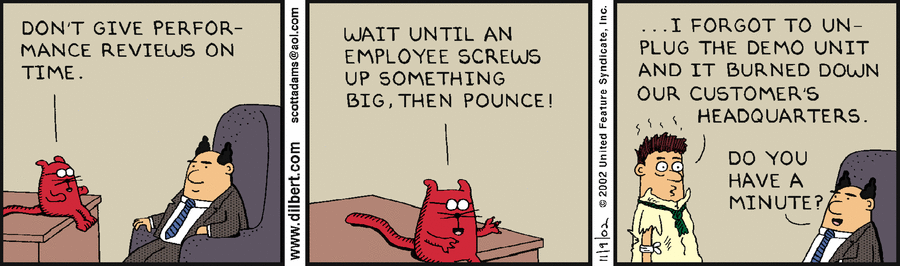 DON'T GIVE PERFOR-
MANCE REVIEWS ON
TIME.
www.dilbert.com
scottadams@aol.com
WAIT UNTIL AN
EMPLOYEE SCREWS
UP SOMETHING
BIG, THEN POUNCE!
11/9/02
© 2002 United Feature Syndicate, Inc.
...I FORGOT TO UN-
PLUG THE DEMO UNIT
AND IT BURNED DOWN
OUR CUSTOMER'S
HEADQUARTERS.
DO YOU
HAVE A
MINUTE?